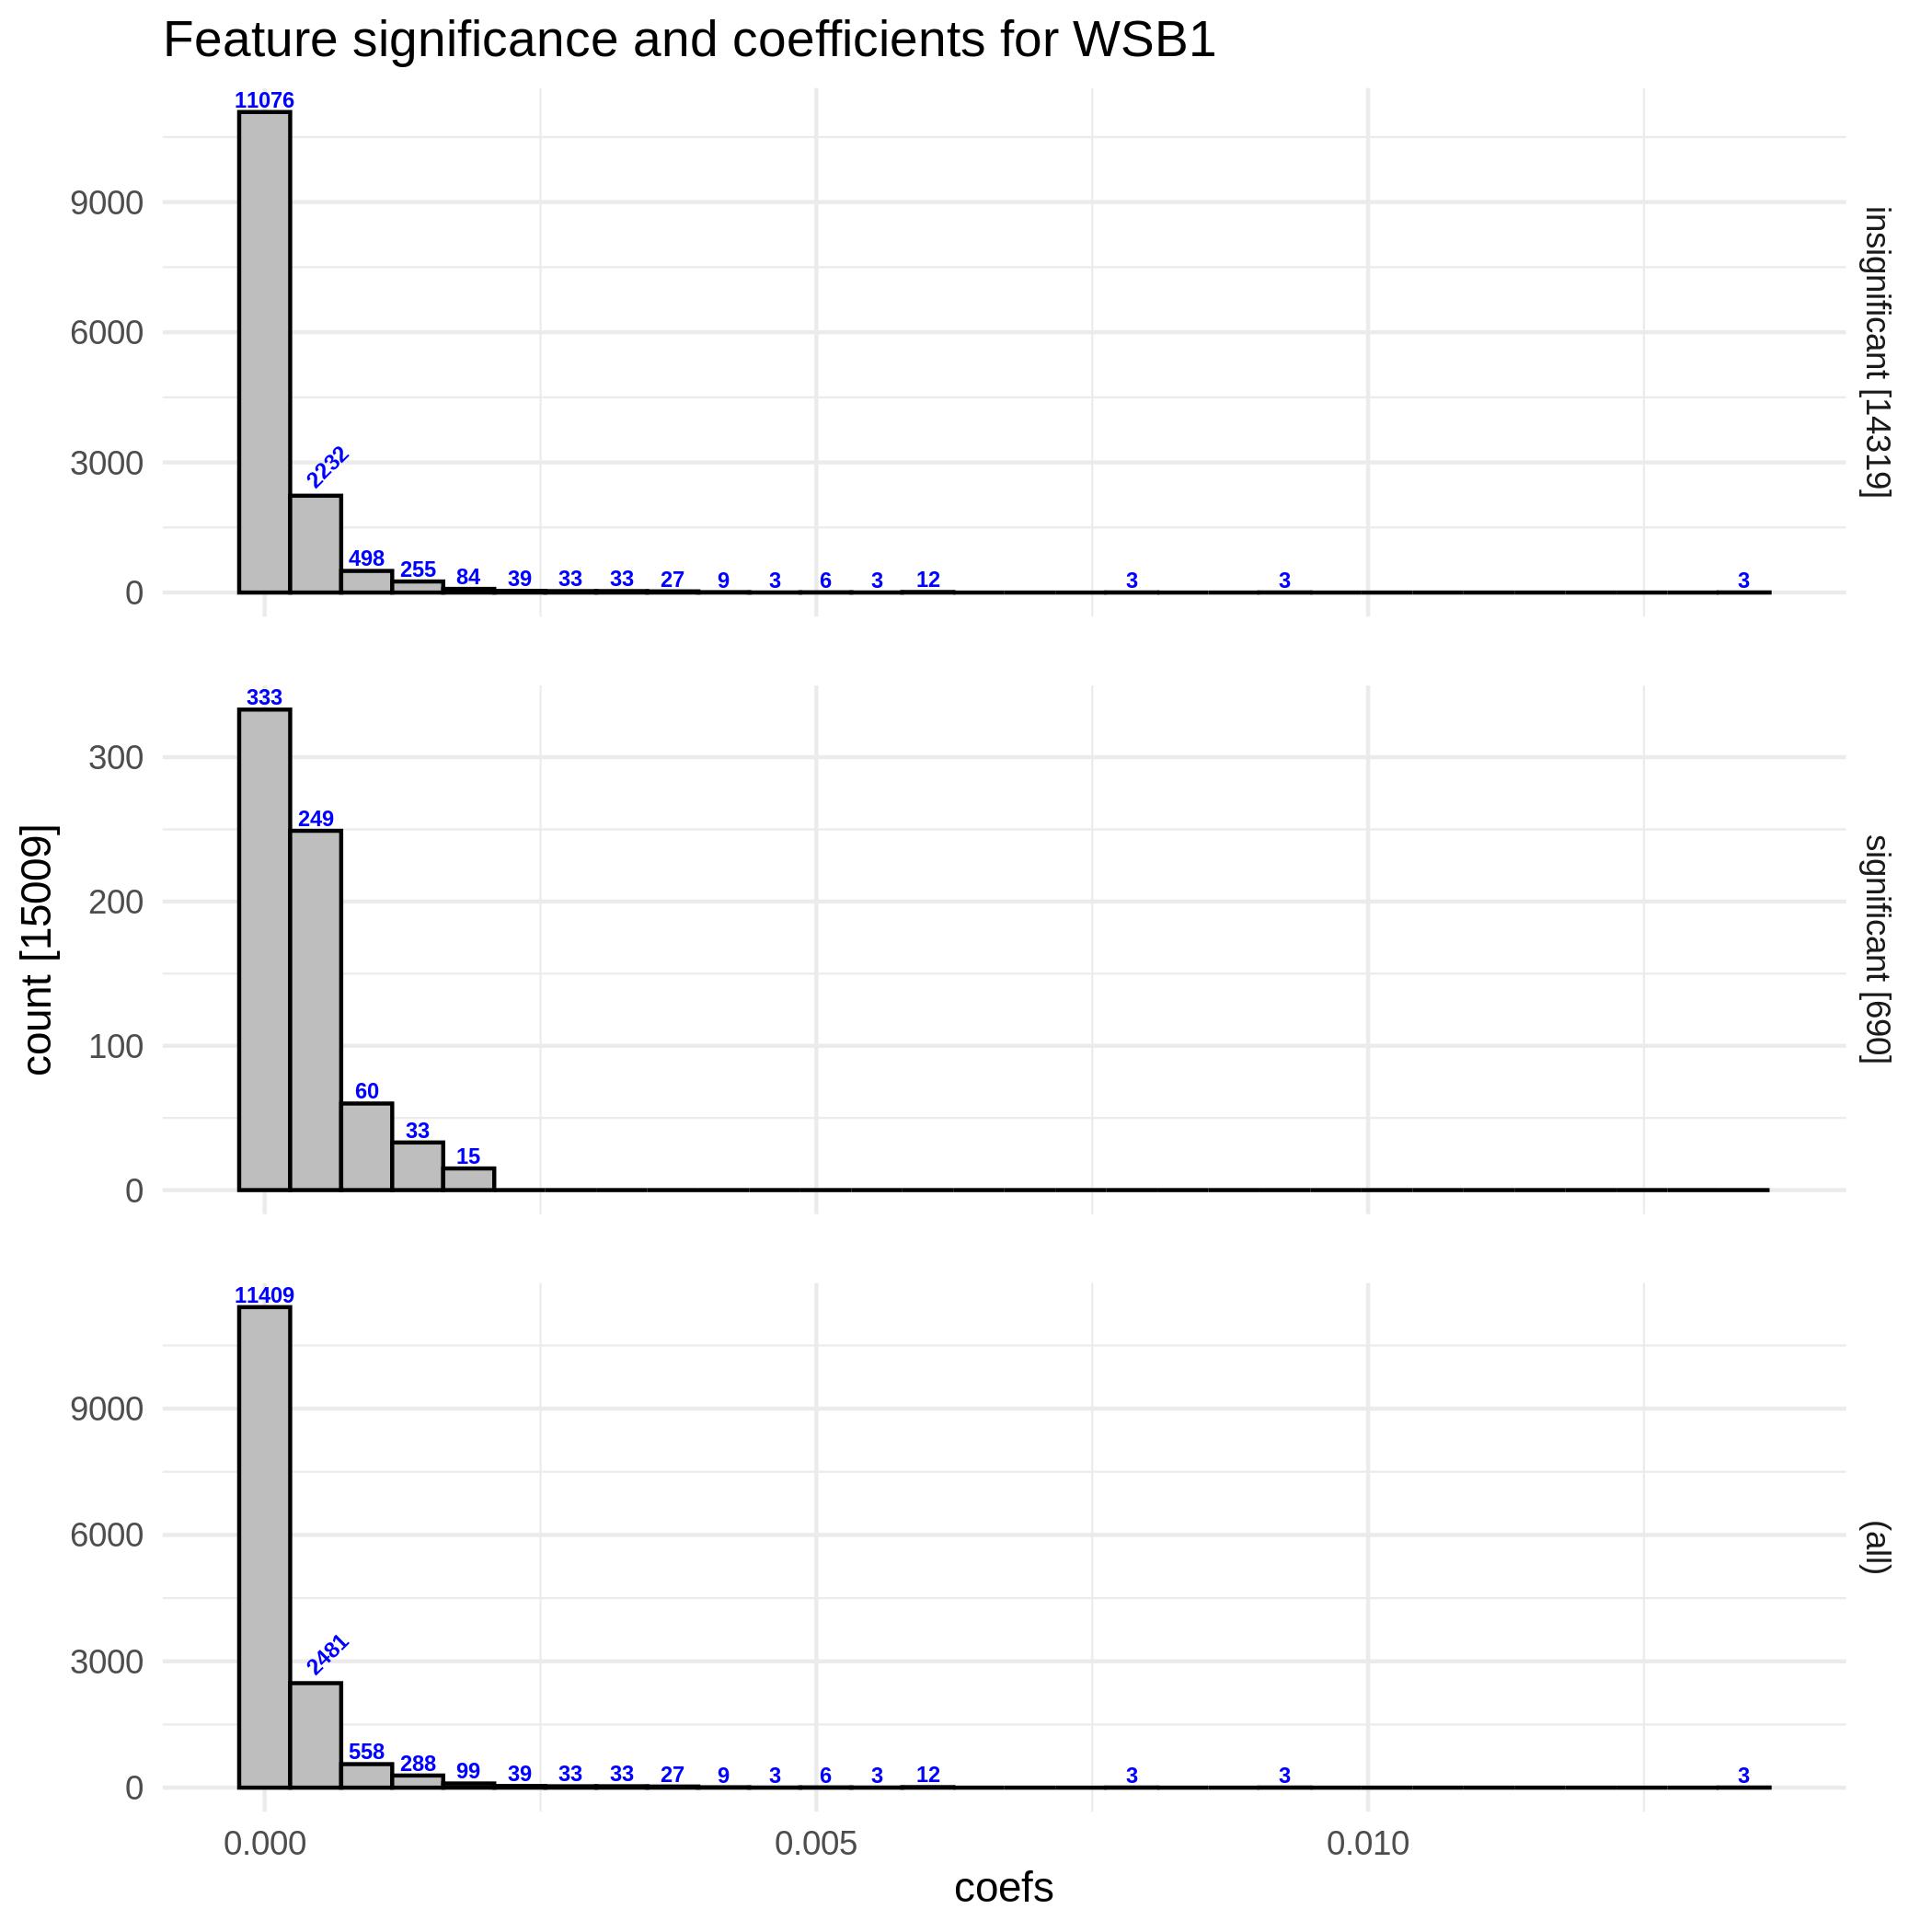 Feature significance and coefficients for WSB1
11076
9000
6000
3000
0
2232
498 255 84 39 33 33 27 9 3 6 3 12 3 3 3
insignificant [14319]
333
300
249
200
100
60
33
15
0
significant [690]
count [15009]
11409
9000
6000
3000
0
2481
558 288 99 39 33 33 27 9 3 6 3 12 3 3 3
(all)
0.000 0.005 0.010
coefs